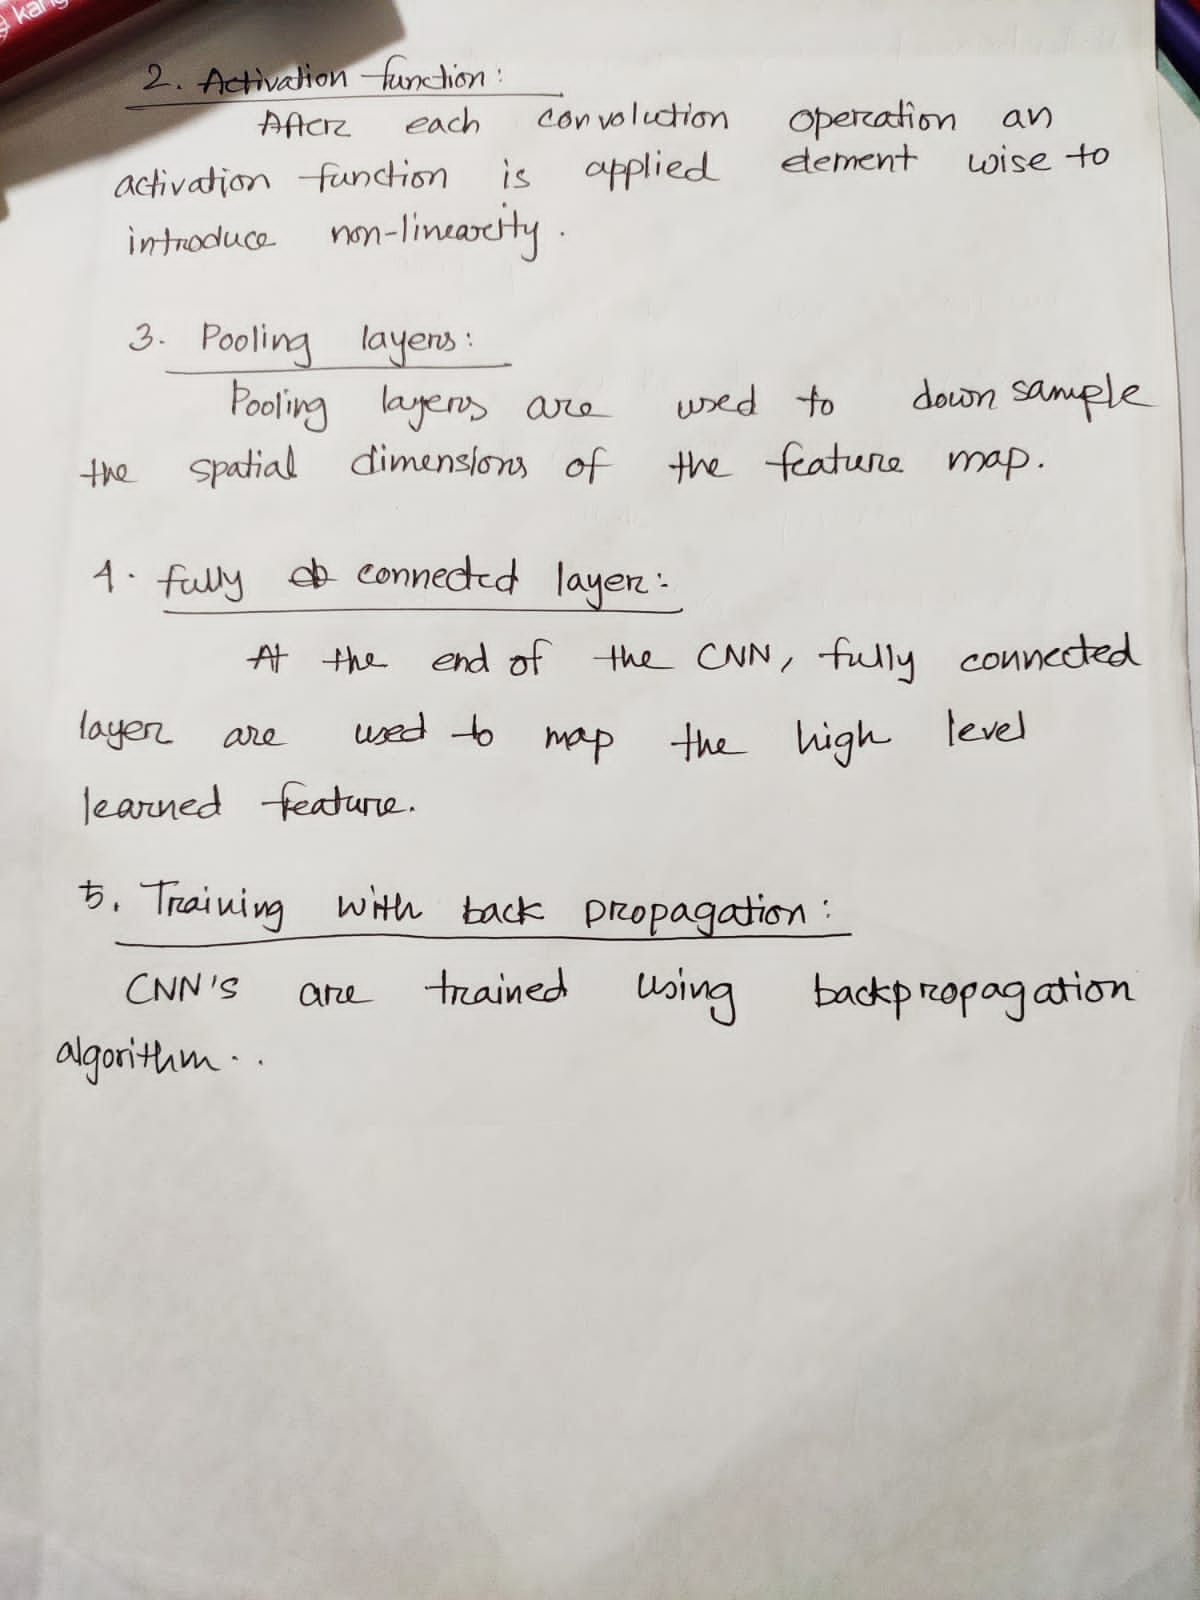 kang
2. Activation function:
After each convolution operation an
activation function is applied element wise to
introduce non-linearity.
3. Pooling layers:
Pooling layers are used to down sample
the spatial dimensions of the feature map.
4. fully connected layer:-
At the end of the CNN, fully connected
layer are used to map the high level
learned feature.
5. Training with back propagation:
CNN's are trained using backpropagation
algorithm..